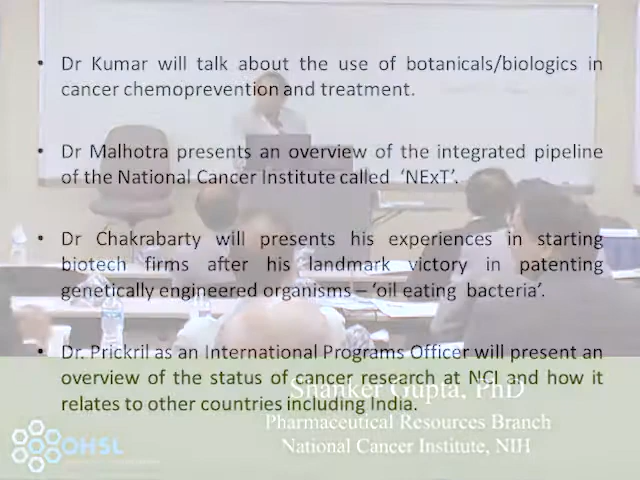 • Dr Kumar will talk about the use of botanicals/biologics in
cancer chemoprevention and treatment.
• Dr Malhotra presents an overview of the integrated pipeline
of the National Cancer Institute called 'NExT'.
• Dr Chakrabarty will presents his experiences in starting
biotech firms after his landmark victory in patenting
genetically engineered organisms – 'oil eating bacteria'.
• Dr. Prickril as an International Programs Officer will present an
overview of the status of cancer research at NCI and how it
relates to other countries including India.
Shanker Gupta, PhD
Pharmaceutical Resources Branch
National Cancer Institute, NIH
OHSL